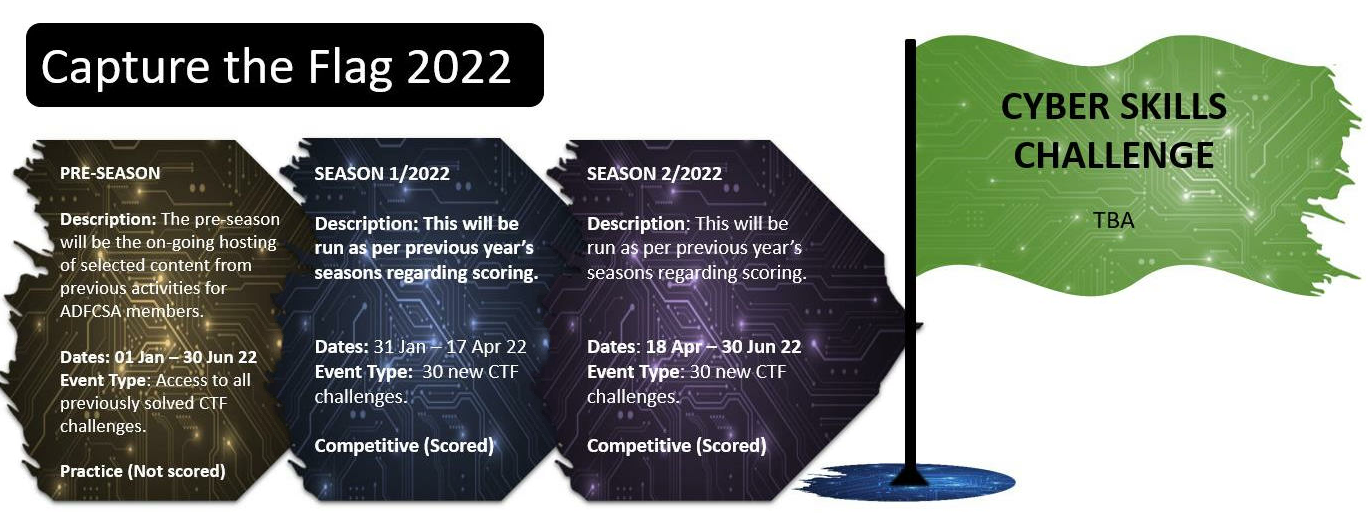 Capture the Flag 2022
PRE-SEASON
Description: The pre-season
will be the on-going hosting
of selected content from
previous activities for
ADFCSA members.
Dates: 01 Jan – 30 Jun 22
Event Type: Access to all
previously solved CTF
challenges.
Practice (Not scored)
SEASON 1/2022
Description: This will be
run as per previous year’s
seasons regarding scoring.
Dates: 31 Jan – 17 Apr 22
Event Type:  30 new CTF
challenges.
Competitive (Scored)
SEASON 2/2022
Description: This will be
run as per previous year’s
seasons regarding scoring.
Dates: 18 Apr – 30 Jun 22
Event Type: 30 new CTF
challenges.
Competitive (Scored)
CYBER SKILLS
CHALLENGE
TBA